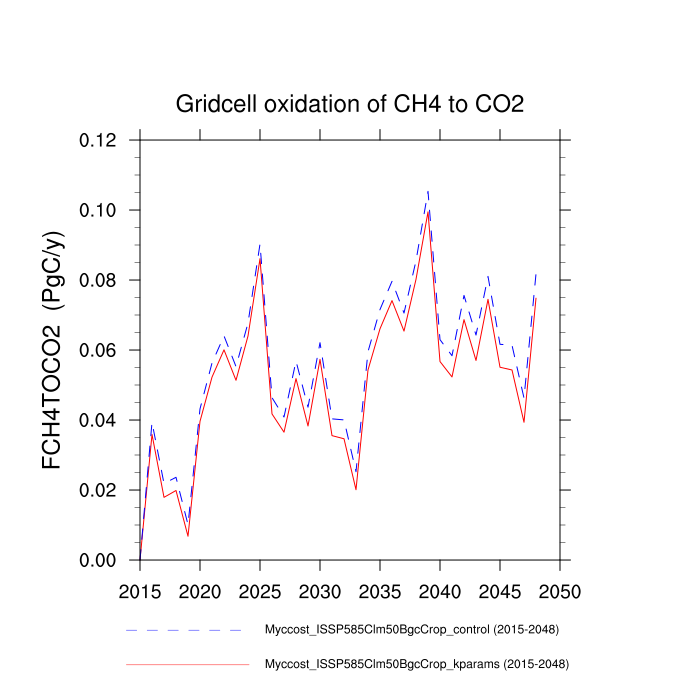 Gridcell oxidation of CH4 to CO2
FCH4TOCO2 (PgC/y)
0.12
0.10
0.08
0.06
0.04
0.02
0.00
2015 2020 2025 2030 2035 2040 2045 2050
Myccost_ISSP585Clm50BgcCrop_control (2015-2048)
Myccost_ISSP585Clm50BgcCrop_kparams (2015-2048)